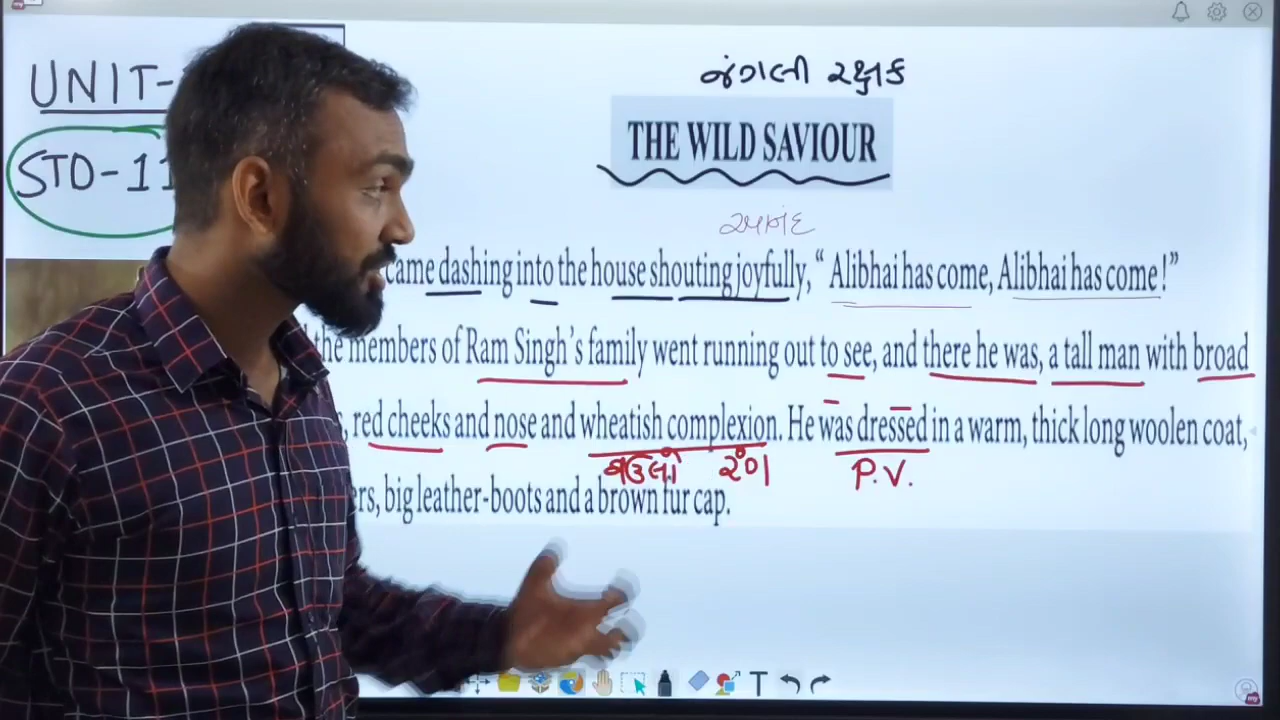 જંગલી રક્ષક
UNIT-
THE WILD SAVIOUR
STD-11
came dashing into the house shouting joyfully, “ Alibhai has come, Alibhai has come !”
the members of Ram Singh’s family went running out to see, and there he was, a tall man with broad
, red cheeks and nose and wheatish complexion. He was dressed in a warm, thick long woolen coat,
ઘઉંલો રંગ P.V.
ers, big leather-boots and a brown fur cap.
T